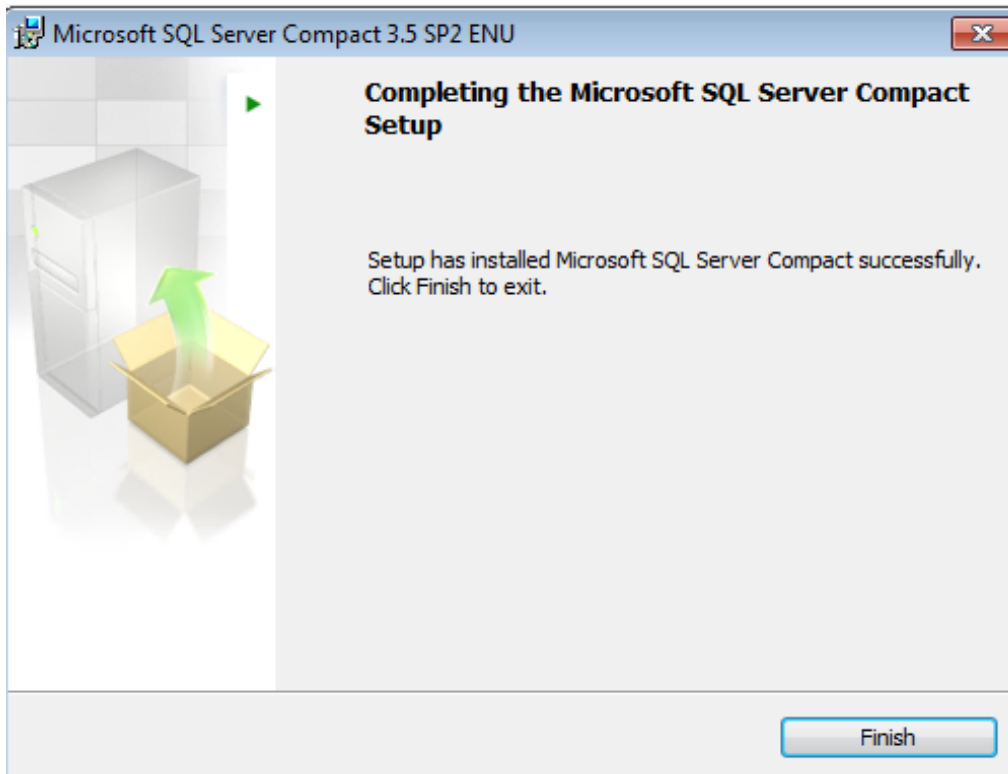 Microsoft SQL Server Compact 3.5 SP2 ENU
Completing the Microsoft SQL Server Compact
Setup
Setup has installed Microsoft SQL Server Compact successfully.
Click Finish to exit.
Finish